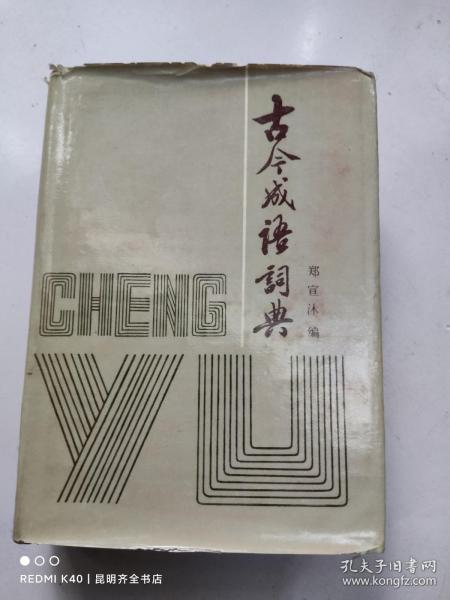 古今成语詞典
郑宣沐编
CHENG
YU
REDMI K40 | 昆明齐全书店
孔夫子旧书网
www.kongfz.com